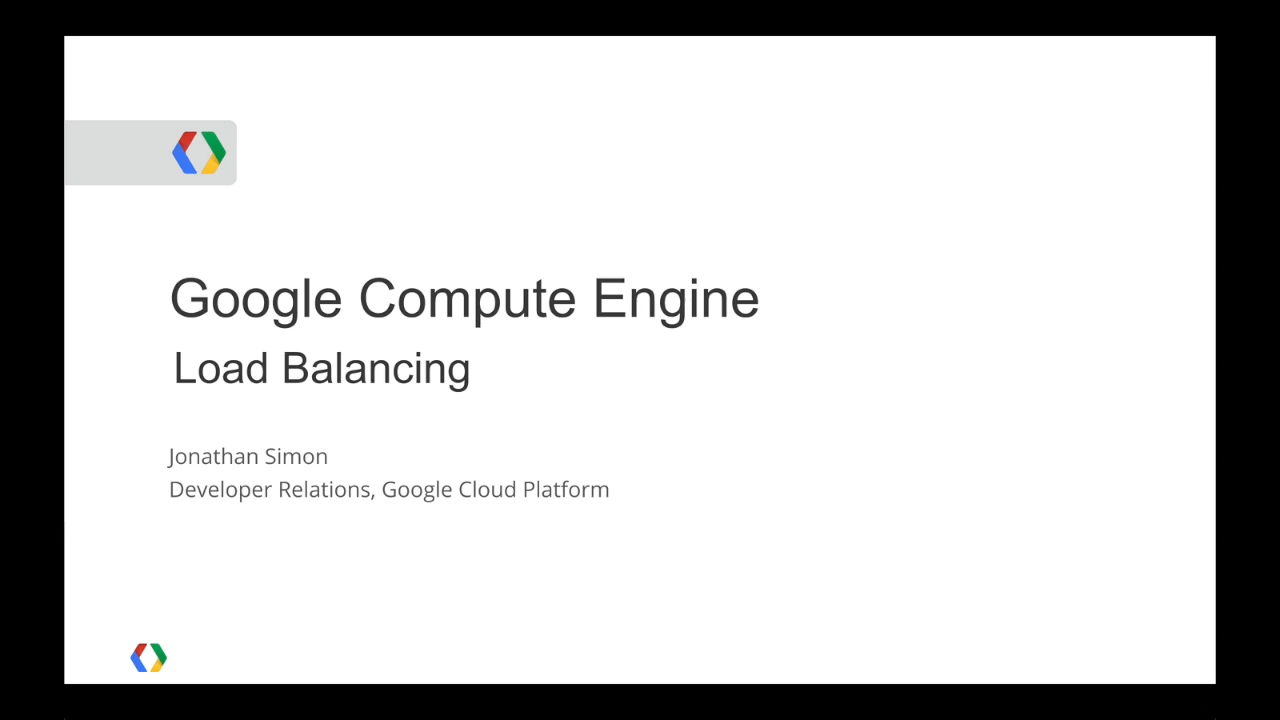 Google Compute Engine
Load Balancing
Jonathan Simon
Developer Relations, Google Cloud Platform